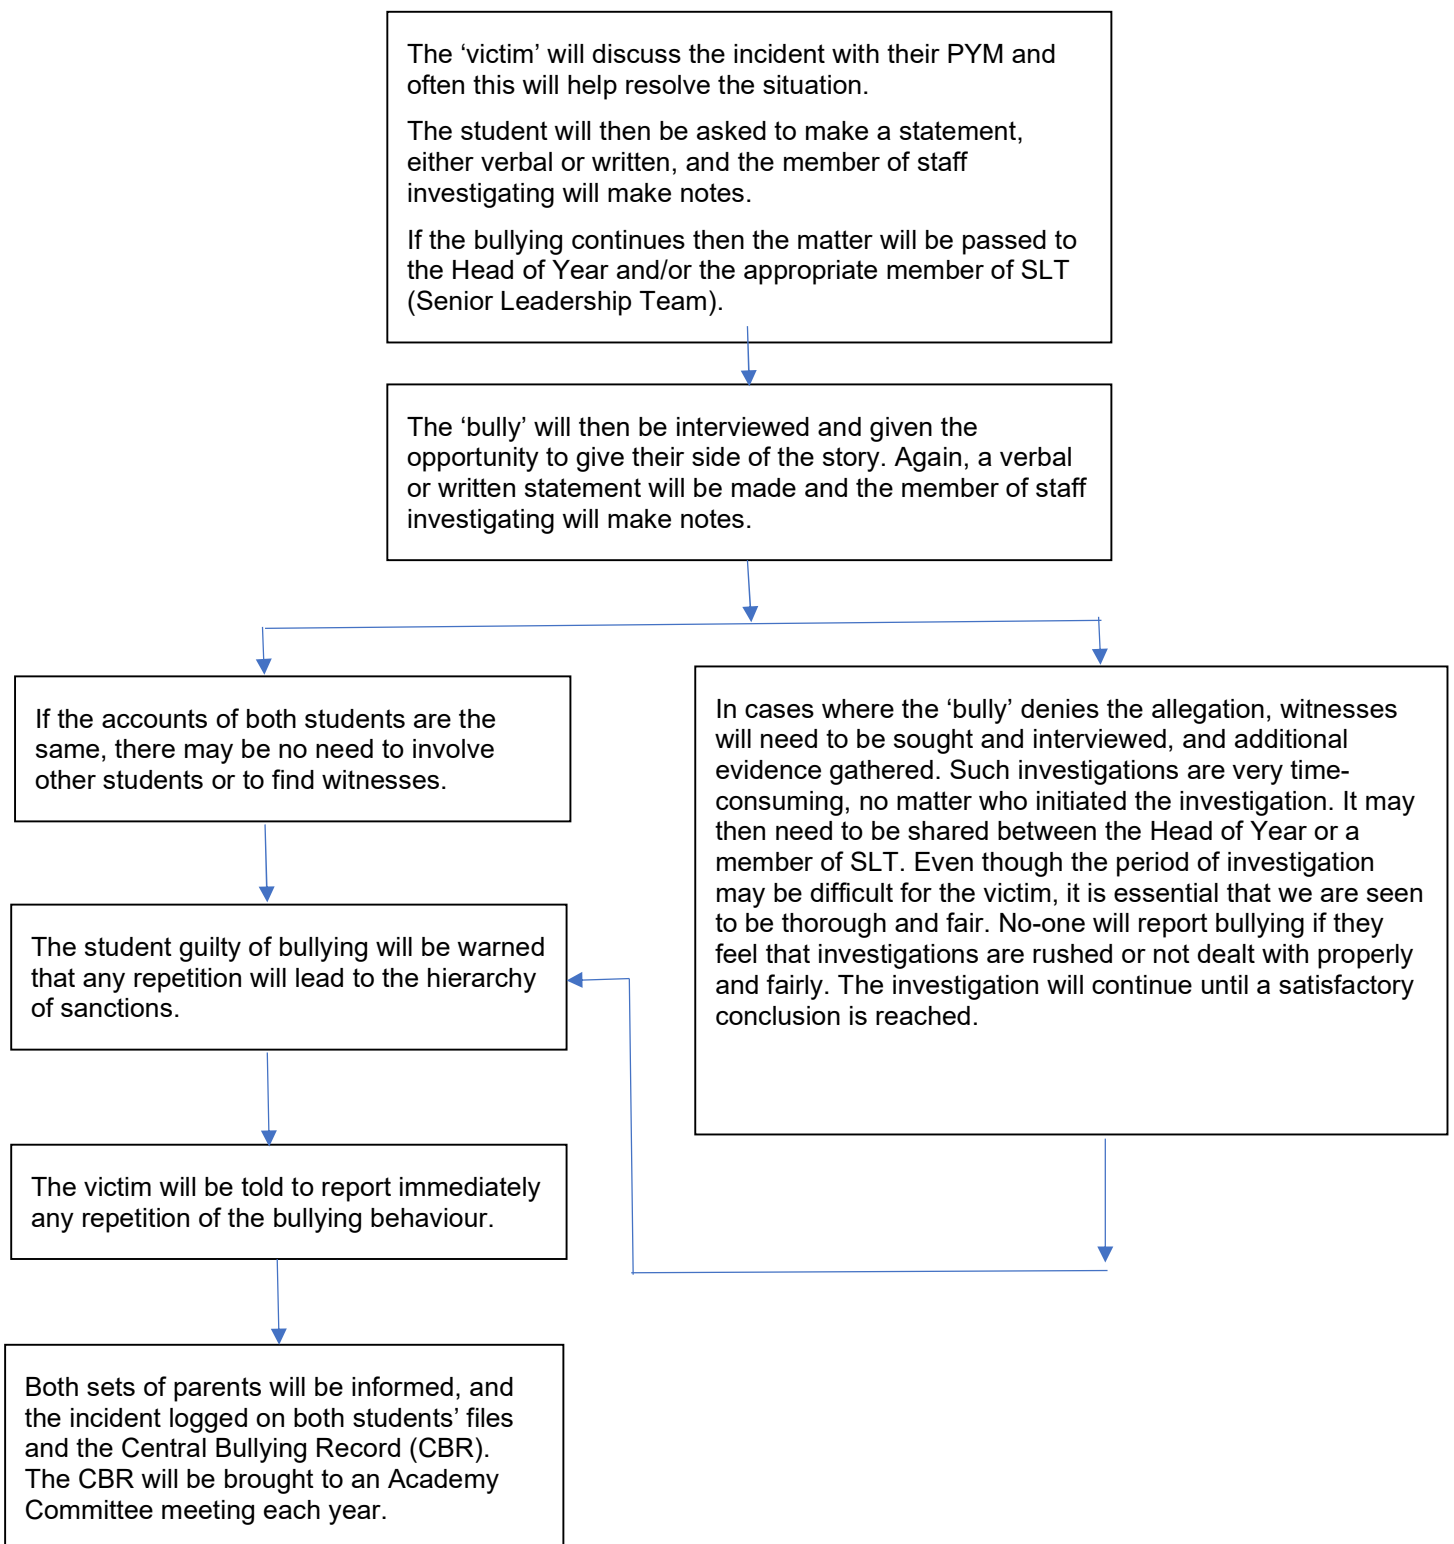 The ‘victim’ will discuss the incident with their PYM and
often this will help resolve the situation.
The student will then be asked to make a statement,
either verbal or written, and the member of staff
investigating will make notes.
If the bullying continues then the matter will be passed to
the Head of Year and/or the appropriate member of SLT
(Senior Leadership Team).
The ‘bully’ will then be interviewed and given the
opportunity to give their side of the story. Again, a verbal
or written statement will be made and the member of staff
investigating will make notes.
If the accounts of both students are the
same, there may be no need to involve
other students or to find witnesses.
In cases where the ‘bully’ denies the allegation, witnesses
will need to be sought and interviewed, and additional
evidence gathered. Such investigations are very time-
consuming, no matter who initiated the investigation. It may
then need to be shared between the Head of Year or a
member of SLT. Even though the period of investigation
may be difficult for the victim, it is essential that we are seen
to be thorough and fair. No-one will report bullying if they
feel that investigations are rushed or not dealt with properly
and fairly. The investigation will continue until a satisfactory
conclusion is reached.
The student guilty of bullying will be warned
that any repetition will lead to the hierarchy
of sanctions.
The victim will be told to report immediately
any repetition of the bullying behaviour.
Both sets of parents will be informed, and
the incident logged on both students’ files
and the Central Bullying Record (CBR).
The CBR will be brought to an Academy
Committee meeting each year.